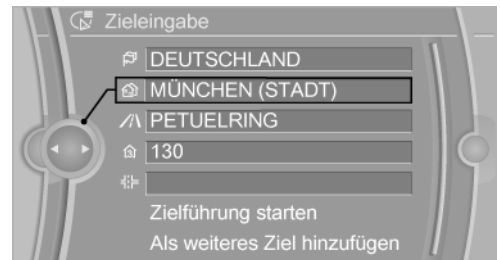 Zieleingabe
DEUTSCHLAND
MÜNCHEN (STADT)
PETUELRING
130
Zielführung starten
Als weiteres Ziel hinzufügen